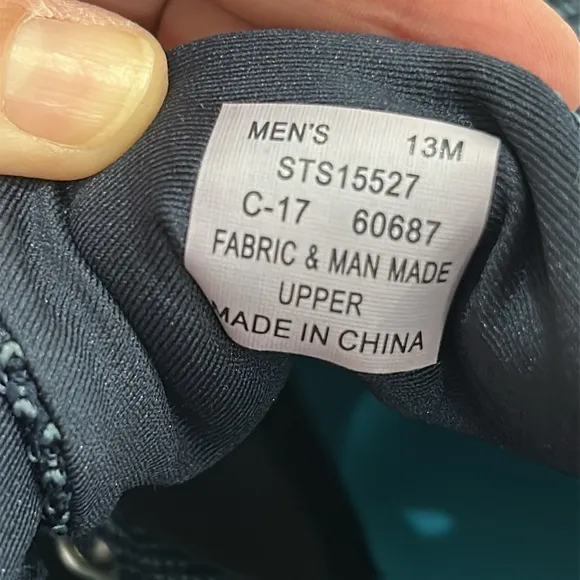 MEN'S 13M
STS15527
C-17 60687
FABRIC & MAN MADE
UPPER
MADE IN CHINA